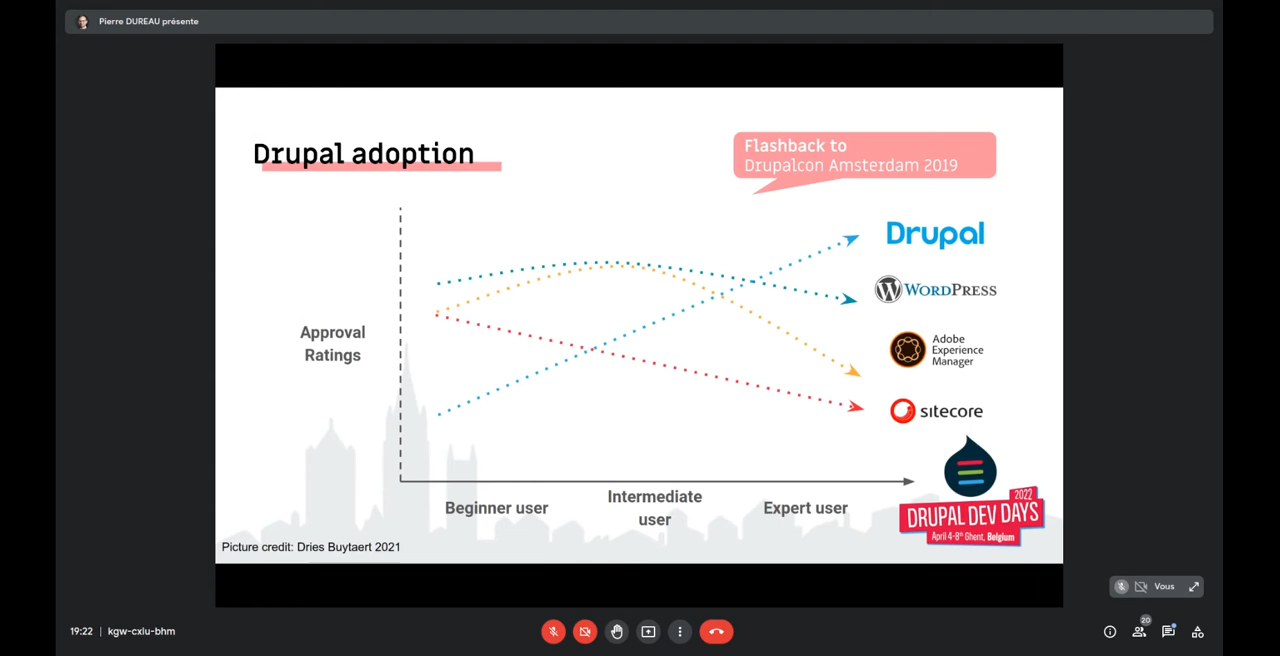 Pierre DUREAU présente
Drupal adoption
Flashback to
Drupalcon Amsterdam 2019
Drupal
WORDPRESS
Approval
Ratings
Adobe
Experience
Manager
sitecore
Beginner user
Intermediate
user
Expert user
2022
DRUPAL DEV DAYS
April 4-8th Ghent, Belgium
Picture credit: Dries Buytaert 2021
Vous
19:22 | kgw-cxlu-bhm
20